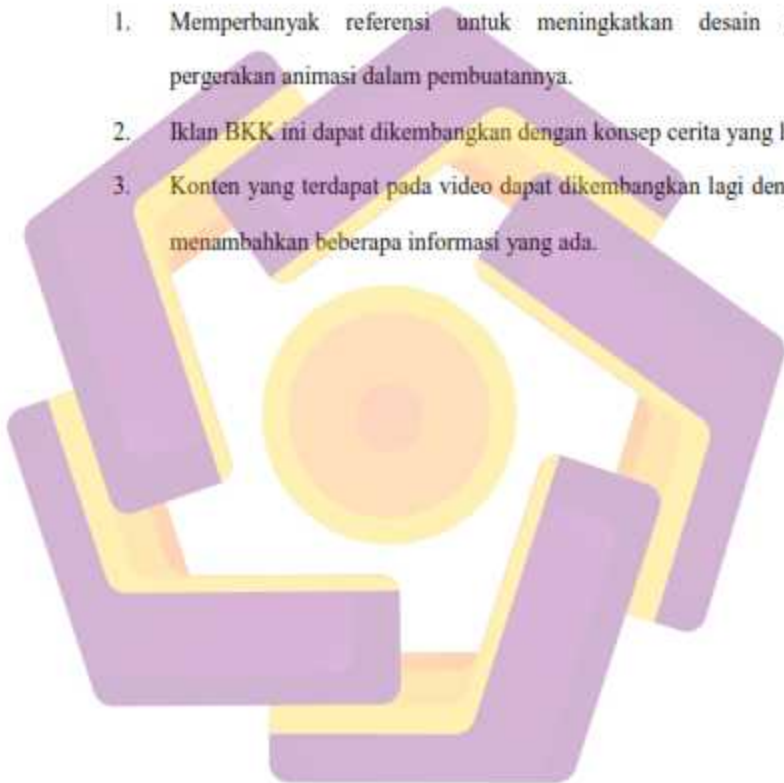 1. Memperbanyak referensi untuk meningkatkan desain
pergerakan animasi dalam pembuatannya.
2. Iklan BKK ini dapat dikembangkan dengan konsep cerita yang
3. Konten yang terdapat pada video dapat dikembangkan lagi
menambahkan beberapa informasi yang ada.